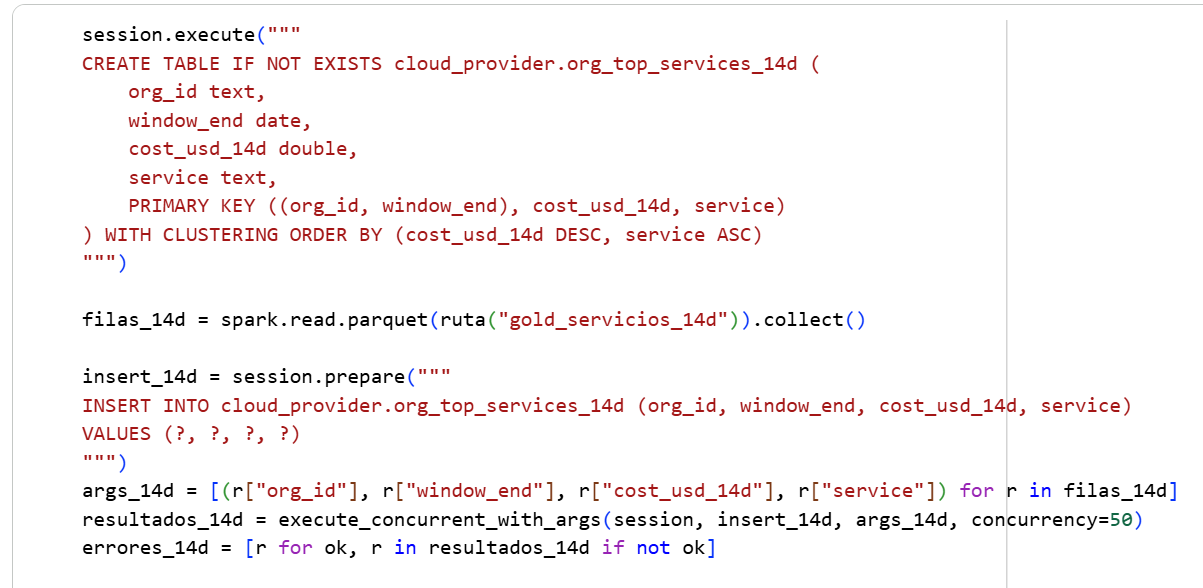 session.execute("""
CREATE TABLE IF NOT EXISTS cloud_provider.org_top_services_14d (
    org_id text,
    window_end date,
    cost_usd_14d double,
    service text,
    PRIMARY KEY ((org_id, window_end), cost_usd_14d, service)
) WITH CLUSTERING ORDER BY (cost_usd_14d DESC, service ASC)
""")

filas_14d = spark.read.parquet(ruta("gold_servicios_14d")).collect()

insert_14d = session.prepare("""
INSERT INTO cloud_provider.org_top_services_14d (org_id, window_end, cost_usd_14d, service)
VALUES (?, ?, ?, ?)
""")
args_14d = [(r["org_id"], r["window_end"], r["cost_usd_14d"], r["service"]) for r in filas_14d]
resultados_14d = execute_concurrent_with_args(session, insert_14d, args_14d, concurrency=50)
errores_14d = [r for ok, r in resultados_14d if not ok]